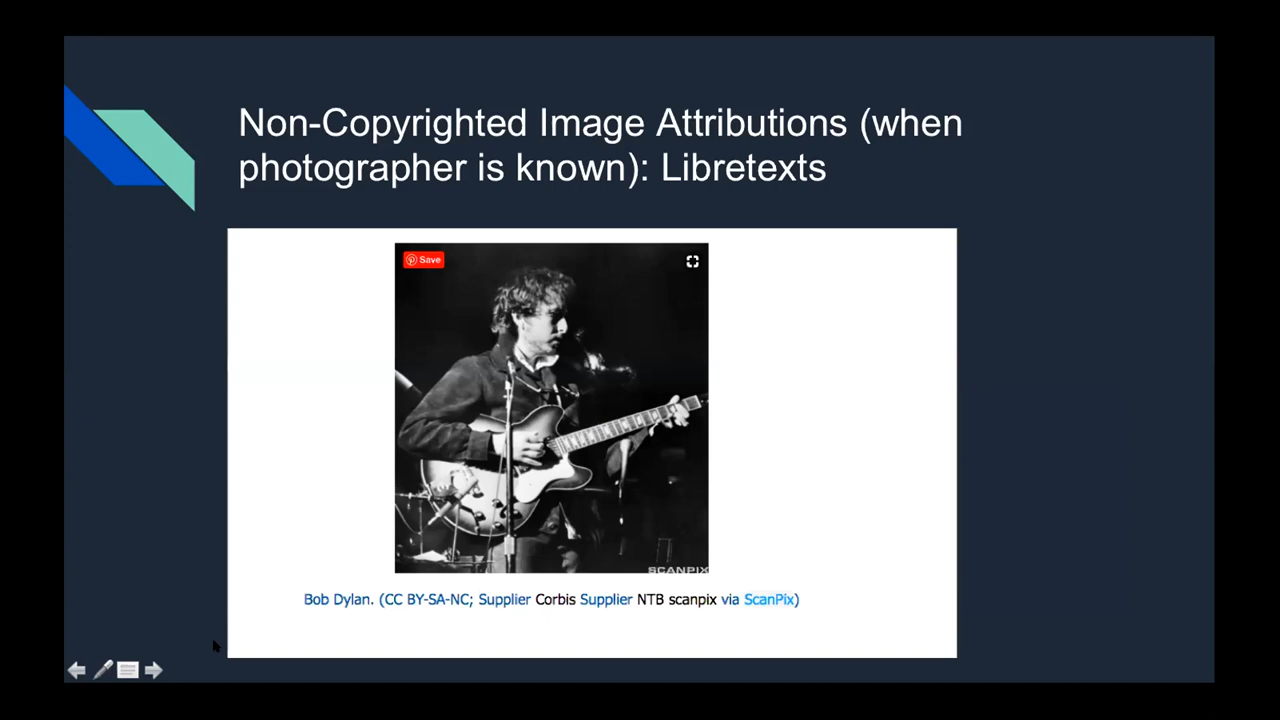 Non-Copyrighted Image Attributions (when
photographer is known): Libretexts
Save
SCANPIX
Bob Dylan. (CC BY-SA-NC; Supplier Corbis Supplier NTB scanpix via ScanPix)